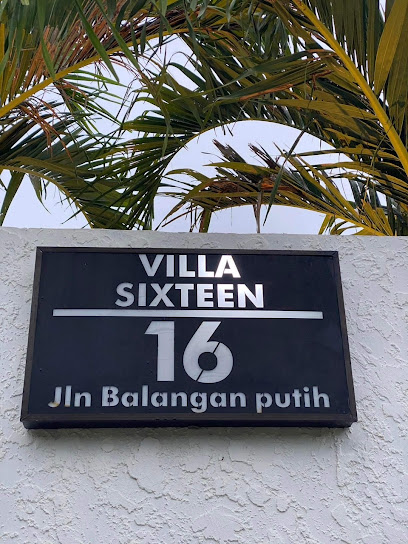 VILLA
SIXTEEN
16
Jln Balangan putih